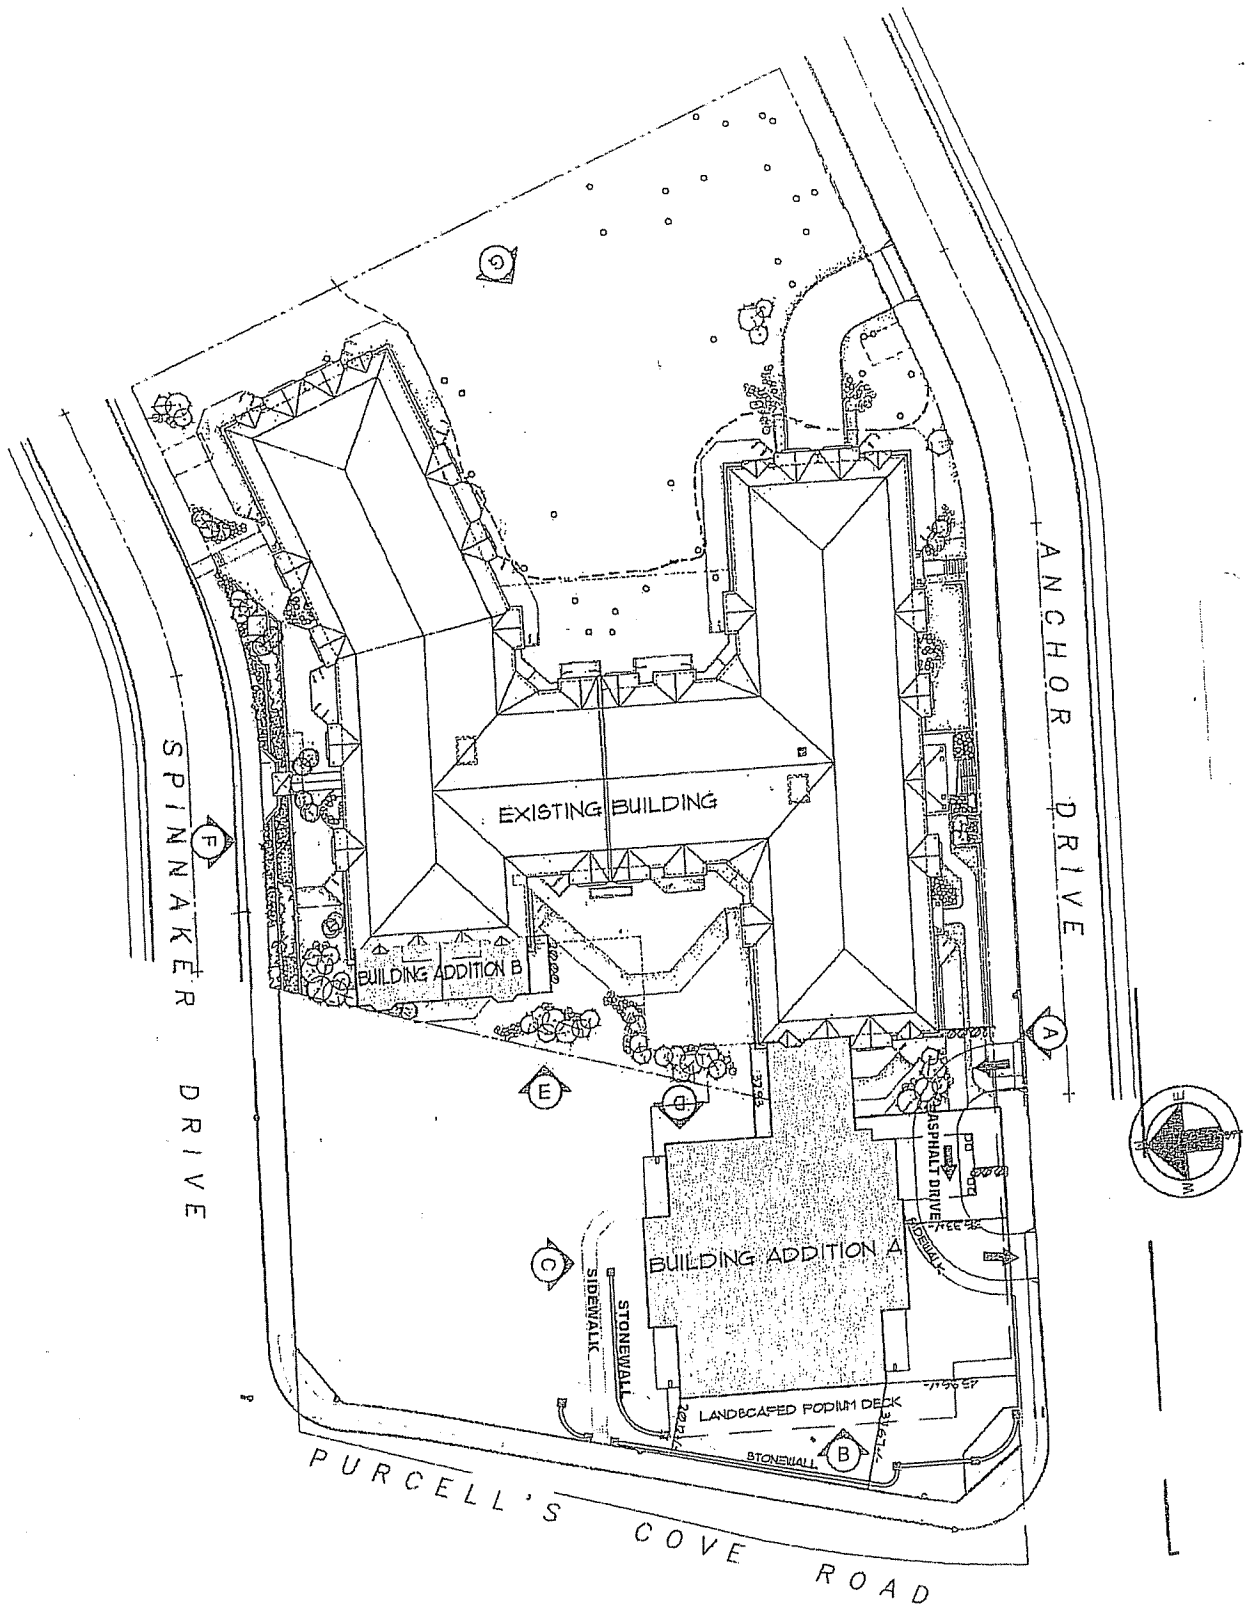 G
ANCHOR DRIVE
SPINNAKER DRIVE
F
EXISTING BUILDING
BUILDING ADDITION B
A
E
D
E
N
S
W
ASPHALT DRIVE
SIDEWALK
BUILDING ADDITION A
C
SIDEWALK
STONEWALL
LANDSCAPED PODIUM DECK
B
STONEWALL
PURCELL'S COVE ROAD